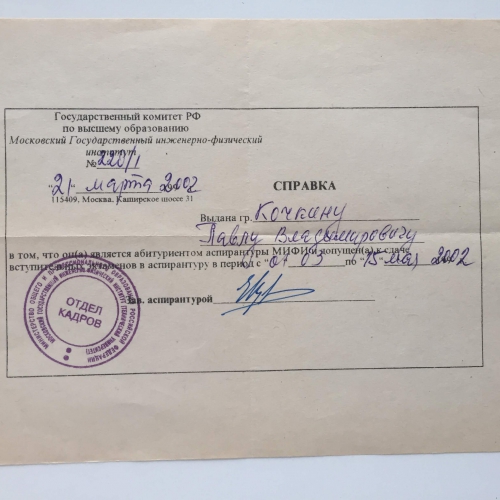 Государственный комитет РФ
по высшему образованию
Московский Государственный инженерно-физический
институт
№ 220/1
"21" марта 2002
115409, Москва, Каширское шоссе 31
СПРАВКА
Выдана гр. Кочкину
Павлу Владимировичу
в том, что он(а) является абитуриентом аспирантуры МИФИ и допущен(а) к сдаче
вступительных экзаменов в аспирантуру в период с "01" 03 по "15" мая 2002
Зав. аспирантурой
ОТДЕЛ
КАДРОВ